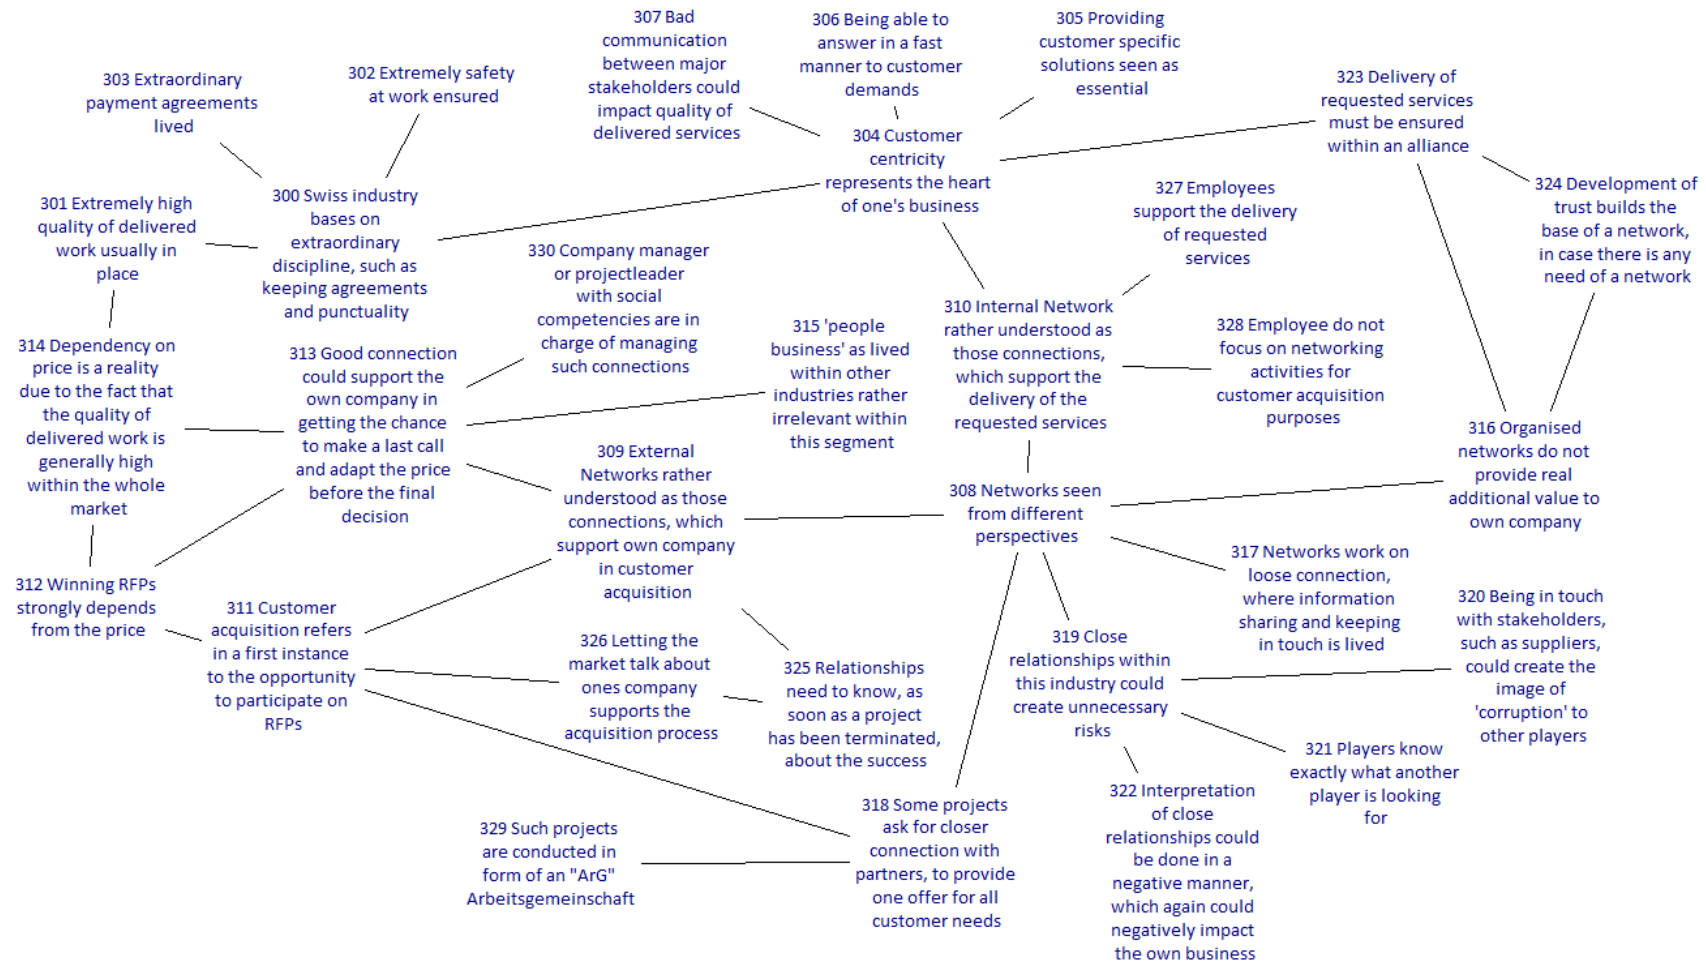 307 Bad
communication
between major
stakeholders could
impact quality of
delivered services
306 Being able to
answer in a fast
manner to customer
demands
305 Providing
customer specific
solutions seen as
essential
303 Extraordinary
payment agreements
lived
302 Extremely safety
at work ensured
323 Delivery of
requested services
must be ensured
within an alliance
304 Customer
centricity
represents the heart
of one's business
301 Extremely high
quality of delivered
work usually in
place
300 Swiss industry
bases on
extraordinary
discipline, such as
keeping agreements
and punctuality
327 Employees
support the delivery
of requested
services
324 Development of
trust builds the
base of a network,
in case there is any
need of a network
330 Company manager
or projectleader
with social
competencies are in
charge of managing
such connections
310 Internal Network
rather understood as
those connections,
which support the
delivery of the
requested services
328 Employee do not
focus on networking
activities for
customer acquisition
purposes
314 Dependency on
price is a reality
due to the fact that
the quality of
delivered work is
generally high
within the whole
market
313 Good connection
could support the
own company in
getting the chance
to make a last call
and adapt the price
before the final
decision
315 'people
business' as lived
within other
industries rather
irrelevant within
this segment
309 External
Networks rather
understood as those
connections, which
support own company
in customer
acquisition
316 Organised
networks do not
provide real
additional value to
own company
308 Networks seen
from different
perspectives
317 Networks work on
loose connection,
where information
sharing and keeping
in touch is lived
312 Winning RFPs
strongly depends
from the price
311 Customer
acquisition refers
in a first instance
to the opportunity
to participate on
RFPs
326 Letting the
market talk about
ones company
supports the
acquisition process
325 Relationships
need to know, as
soon as a project
has been terminated,
about the success
319 Close
relationships within
this industry could
create unnecessary
risks
320 Being in touch
with stakeholders,
such as suppliers,
could create the
image of
'corruption' to
other players
321 Players know
exactly what another
player is looking
for
322 Interpretation
of close
relationships could
be done in a
negative manner,
which again could
negatively impact
the own business
318 Some projects
ask for closer
connection with
partners, to provide
one offer for all
customer needs
329 Such projects
are conducted in
form of an "ArG"
Arbeitsgemeinschaft